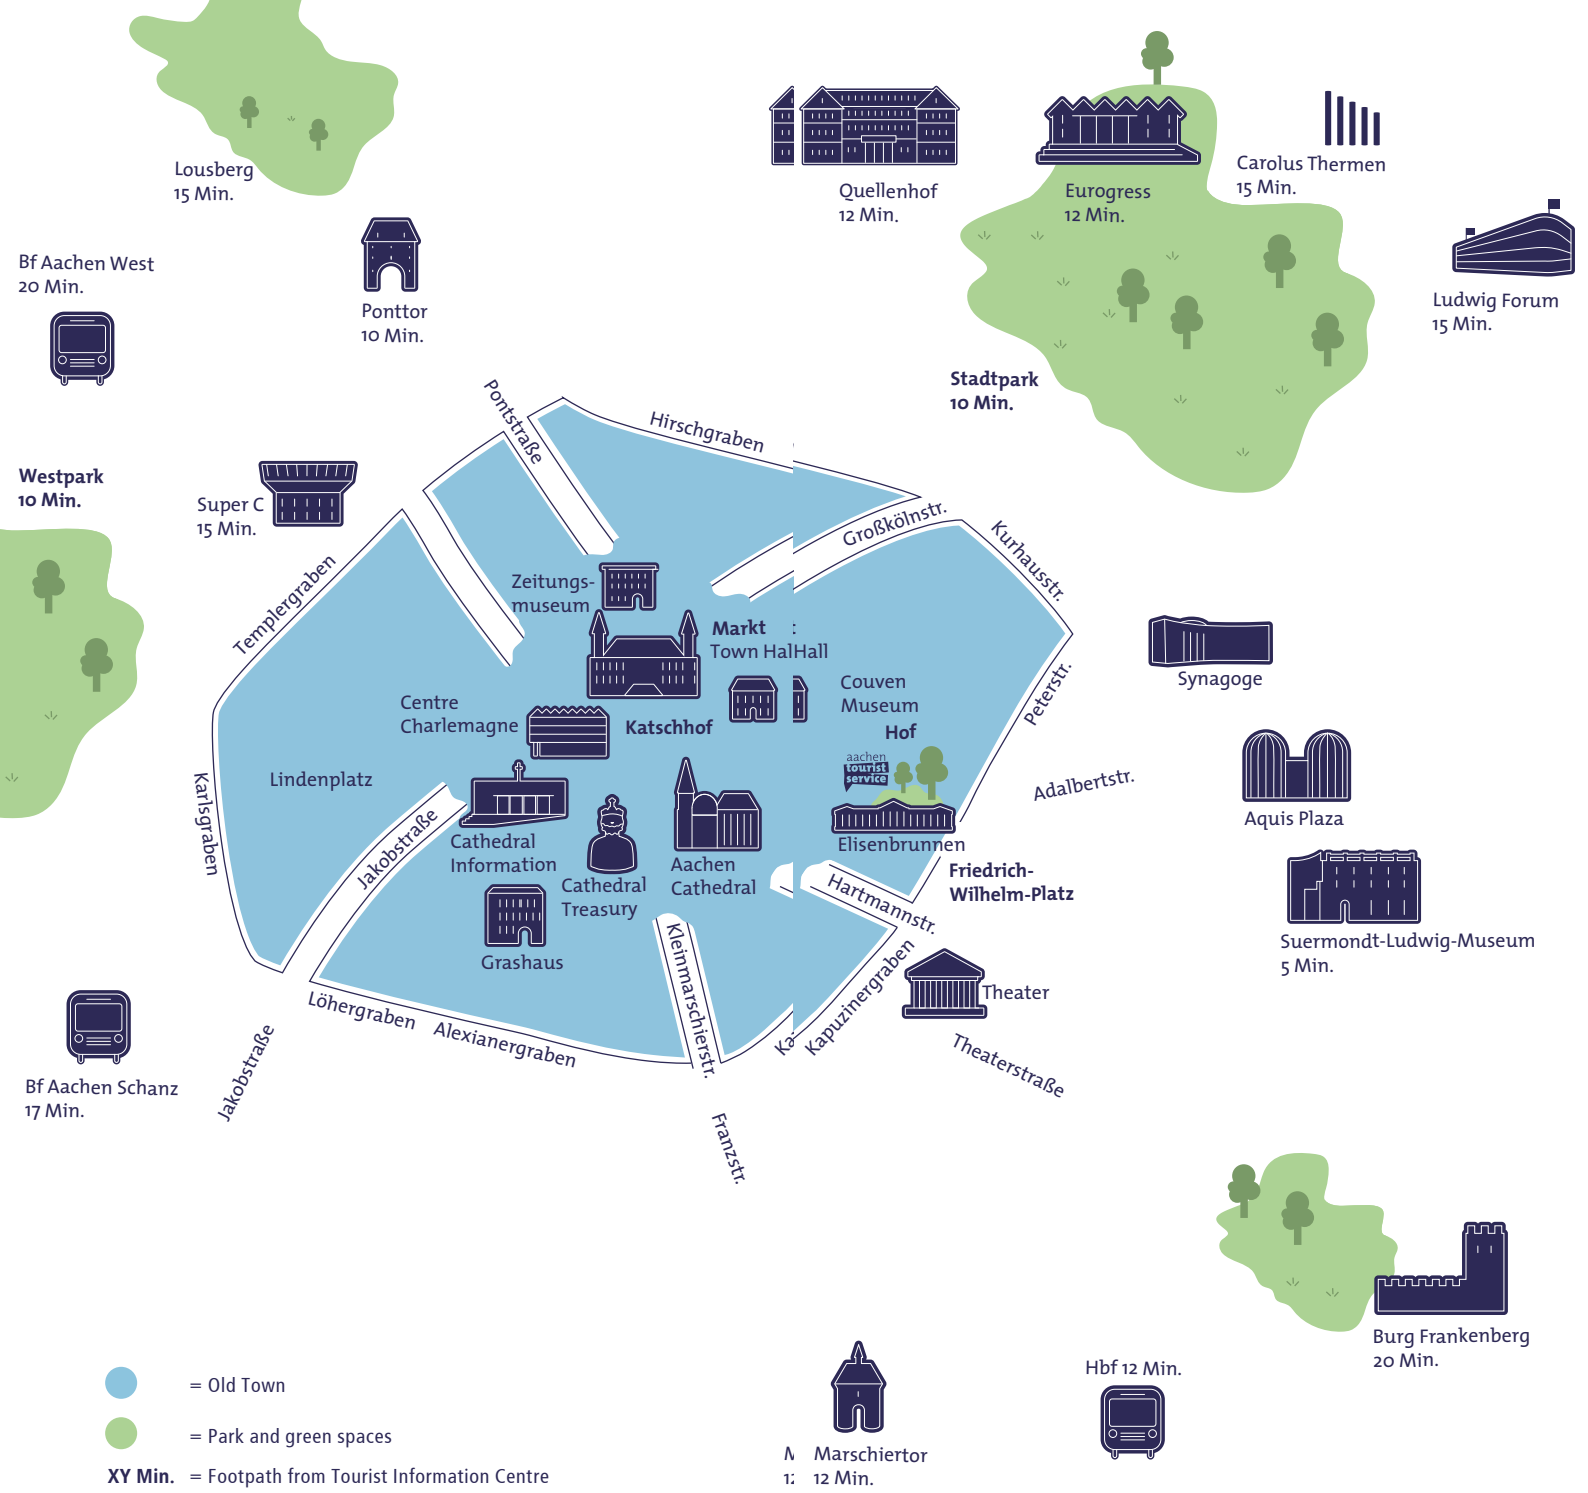 Lousberg
15 Min.
Quellenhof
12 Min.
Eurogress
12 Min.
Carolus Thermen
15 Min.
Bf Aachen West
20 Min.
Ponttor
10 Min.
Ludwig Forum
15 Min.
Stadtpark
10 Min.
Pontstraße
Hirschgraben
Westpark
10 Min.
Super C
15 Min.
Großkölnstr.
Kurhausstr.
Templergraben
Zeitungs-
museum
Markt
Town HalHall
Couven
Museum
Peterstr.
Synagoge
Centre
Charlemagne
Katschhof
Hof
aachen
tourist
service
Lindenplatz
Karlsgraben
Adalbertstr.
Aquis Plaza
Jakobstraße
Cathedral
Information
Cathedral
Treasury
Aachen
Cathedral
Elisenbrunnen
Friedrich-
Wilhelm-Platz
Hartmannstr.
Suermondt-Ludwig-Museum
5 Min.
Grashaus
Kleinmarschierstr.
Kapuzinergraben
Ka
Theater
Löhergraben
Alexianergraben
Theaterstraße
Bf Aachen Schanz
17 Min.
Jakobstraße
Franzstr.
Burg Frankenberg
20 Min.
Hbf 12 Min.
= Old Town
= Park and green spaces
XY Min. = Footpath from Tourist Information Centre
M Marschiertor
12 12 Min.